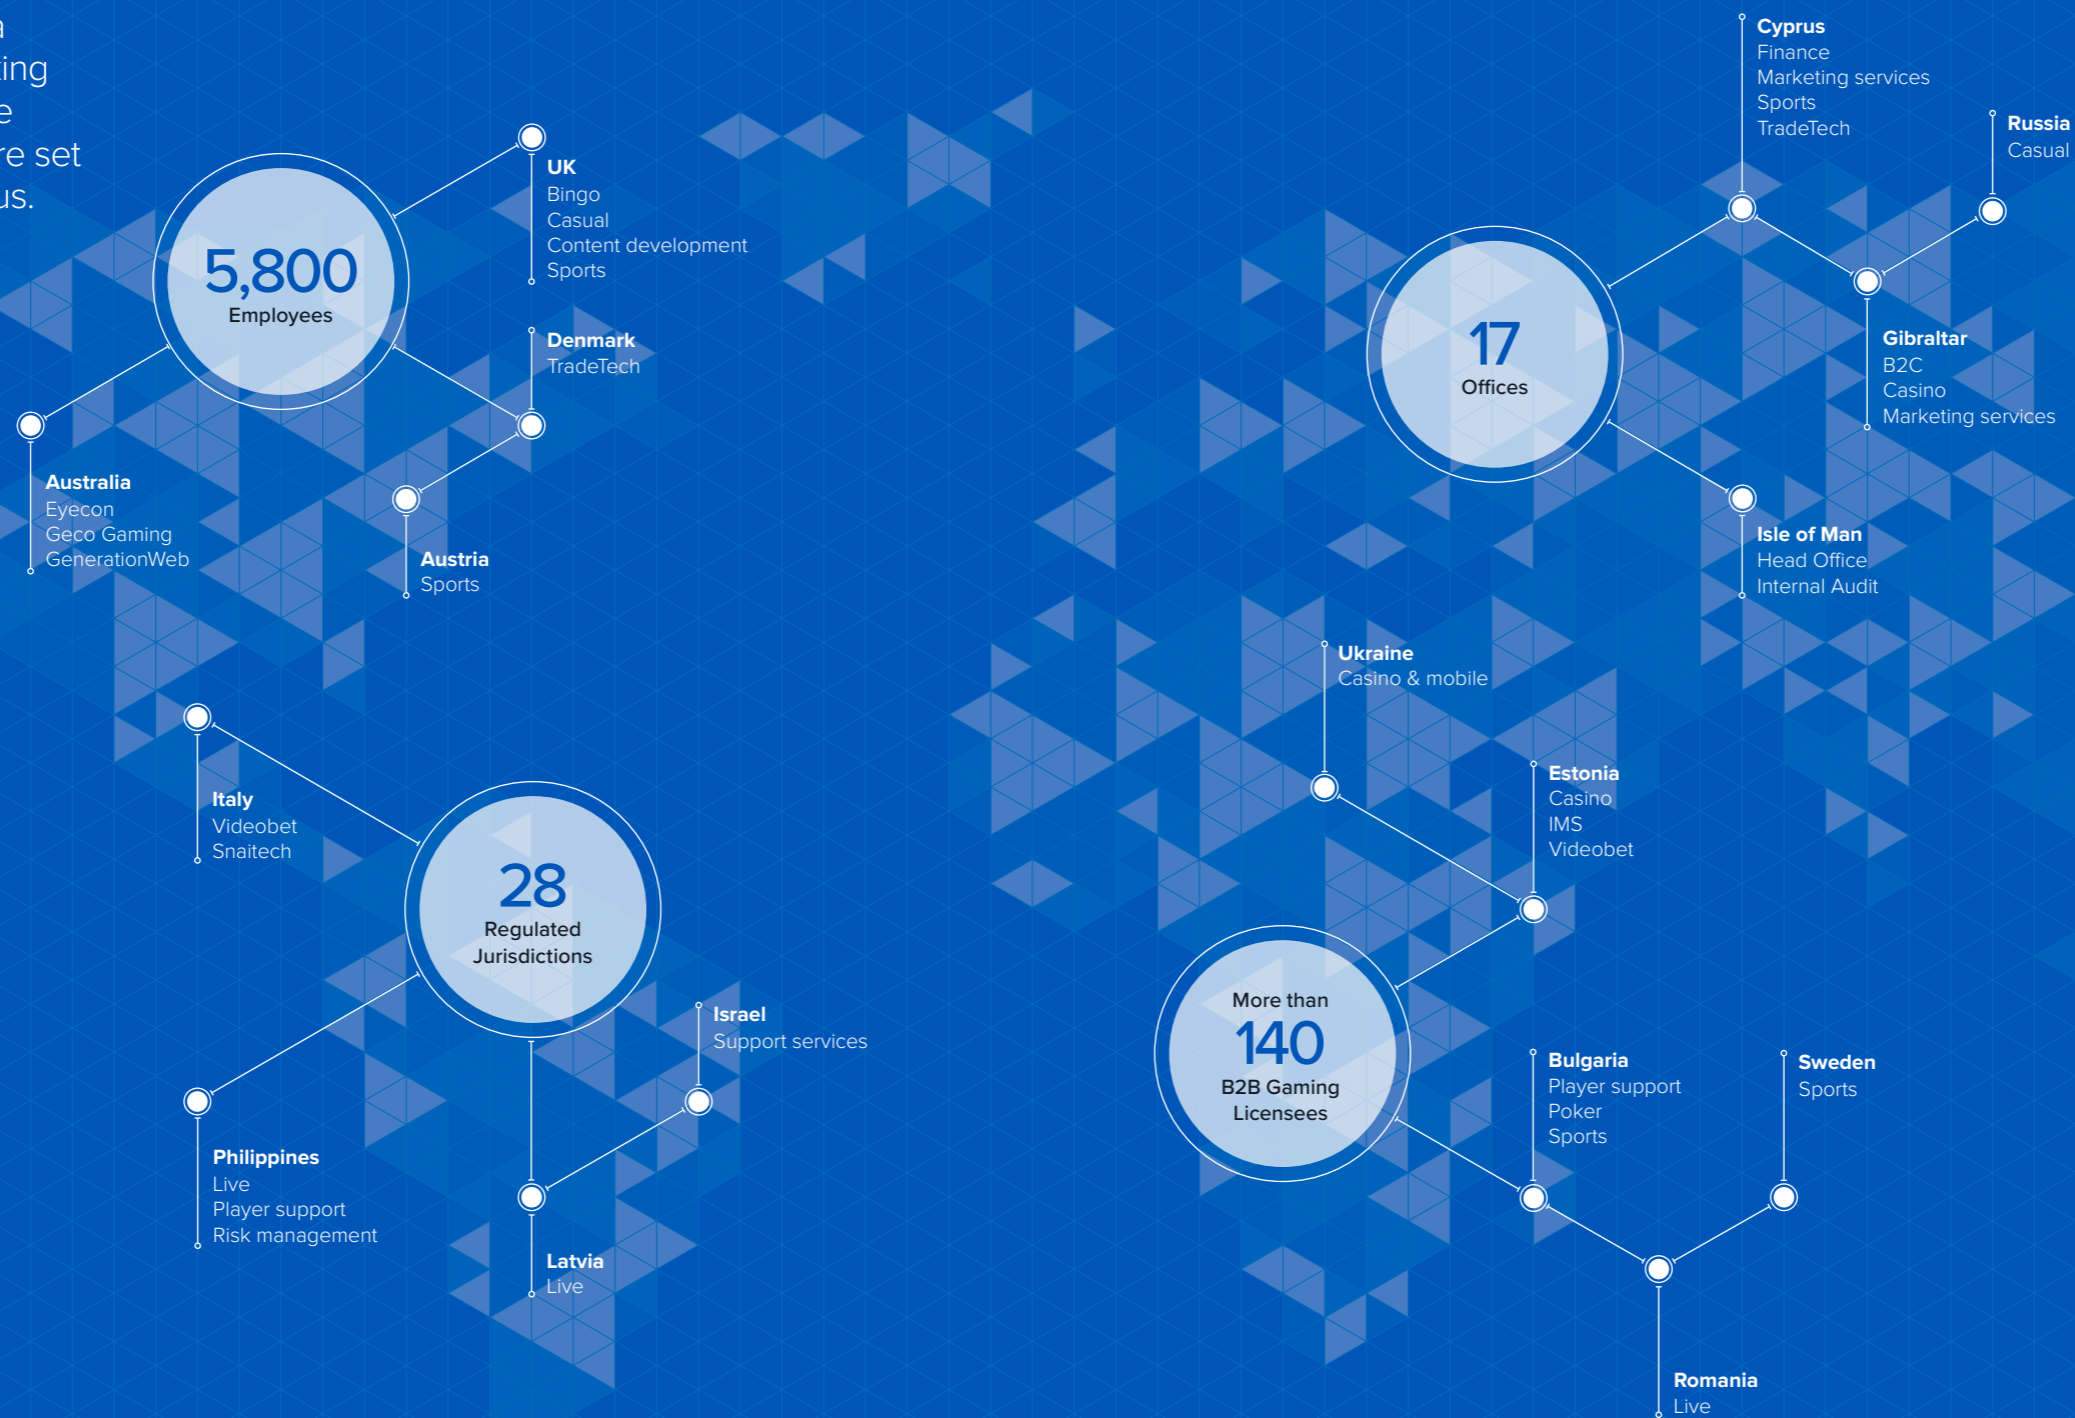 re set
us.
5,800
Employees
UK
Bingo
Casual
Content development
Sports
Denmark
TradeTech
Australia
Eyecon
Geco Gaming
GenerationWeb
Austria
Sports
Italy
Videobet
Snaitech
28
Regulated
Jurisdictions
Philippines
Live
Player support
Risk management
Israel
Support services
Latvia
Live
Cyprus
Finance
Marketing services
Sports
TradeTech
Russia
Casual
17
Offices
Gibraltar
B2C
Casino
Marketing services
Isle of Man
Head Office
Internal Audit
Ukraine
Casino & mobile
Estonia
Casino
IMS
Videobet
More than
140
B2B Gaming
Licensees
Bulgaria
Player support
Poker
Sports
Sweden
Sports
Romania
Live